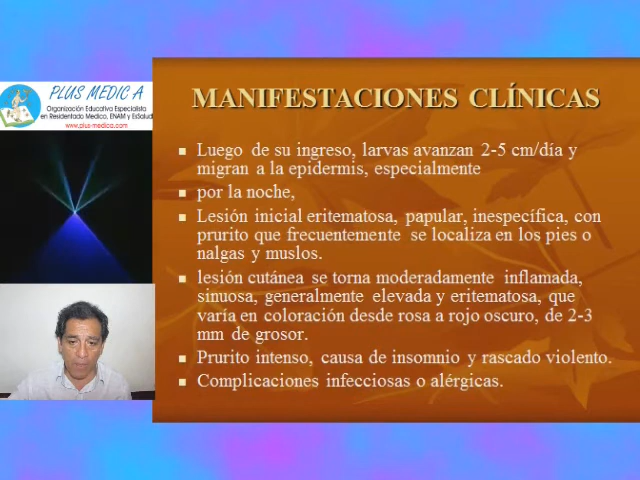 PLUS MEDIC A
Organización Educativa Especialista
en Residentado Medico, ENAM y EsSalud
www.plus-medica.com
MANIFESTACIONES CLÍNICAS
Luego de su ingreso, larvas avanzan 2-5 cm/día y
migran a la epidermis, especialmente
por la noche,
Lesión inicial eritematosa, papular, inespecífica, con
prurito que frecuentemente se localiza en los pies o
nalgas y muslos.
lesión cutánea se torna moderadamente inflamada,
sinuosa, generalmente elevada y eritematosa, que
varía en coloración desde rosa a rojo oscuro, de 2-3
mm de grosor.
Prurito intenso, causa de insomnio y rascado violento.
Complicaciones infecciosas o alérgicas.